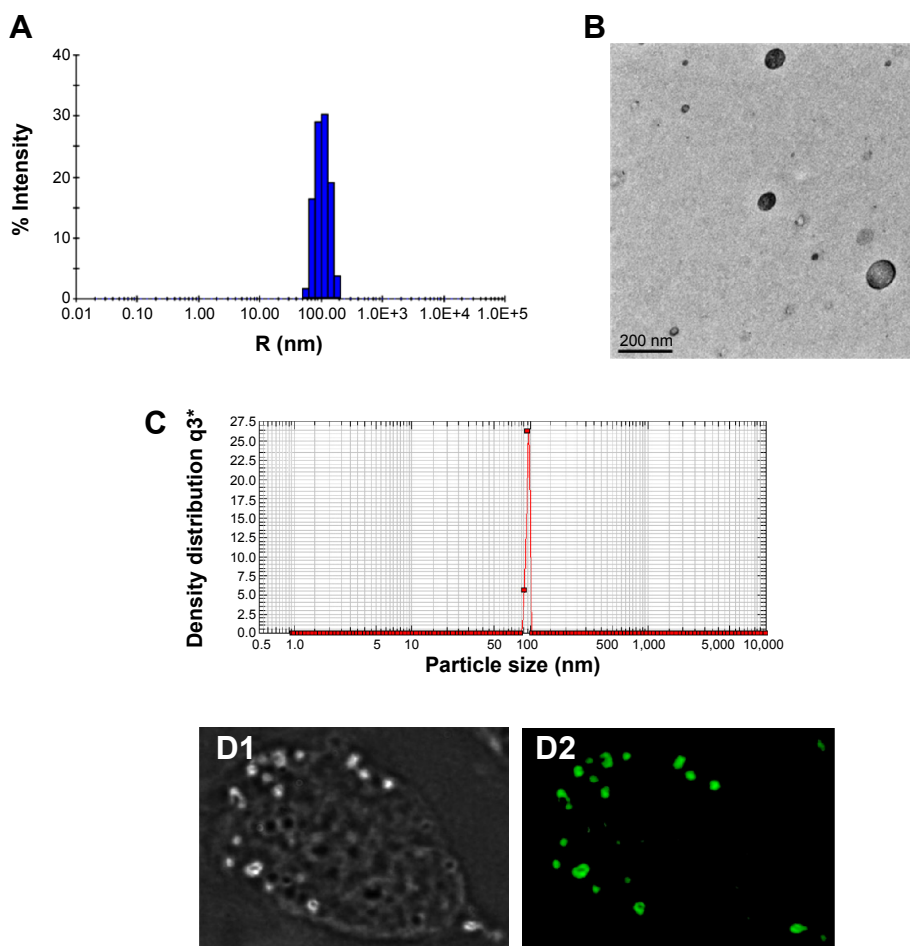 A
B
40
30
20
10
0
% Intensity
0.01 0.10 1.00 10.00 100.00 1.0E+3 1.0E+4 1.0E+5
R (nm)
200 nm
C
Density distribution q3*
27.5
25.0
22.5
20.0
17.5
15.0
12.5
10.0
7.5
5.0
2.5
0.0
0.5 1.0 5 10 50 100 500 1,000 5,000 10,000
Particle size (nm)
D1
D2